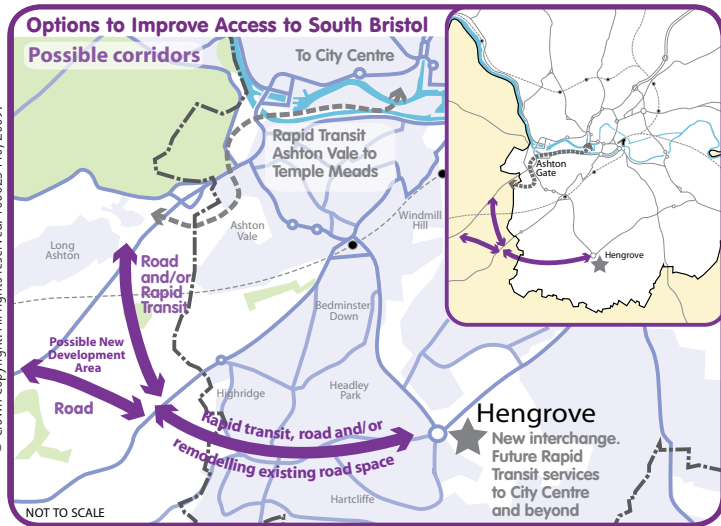 Options to Improve Access to South Bristol
Possible corridors
To City Centre
Rapid Transit
Ashton Vale to
Temple Meads
Ashton
Gate
Hengrove
Long
Ashton
Ashton
Vale
Windmill
Hill
Road
and/or
Rapid
Transit
Bedminster
Down
Possible New
Development
Area
Road
Highridge
Headley
Park
Rapid transit, road and/or
remodelling existing road space
Hartcliffe
Hengrove
New interchange.
Future Rapid
Transit services
to City Centre
and beyond
NOT TO SCALE